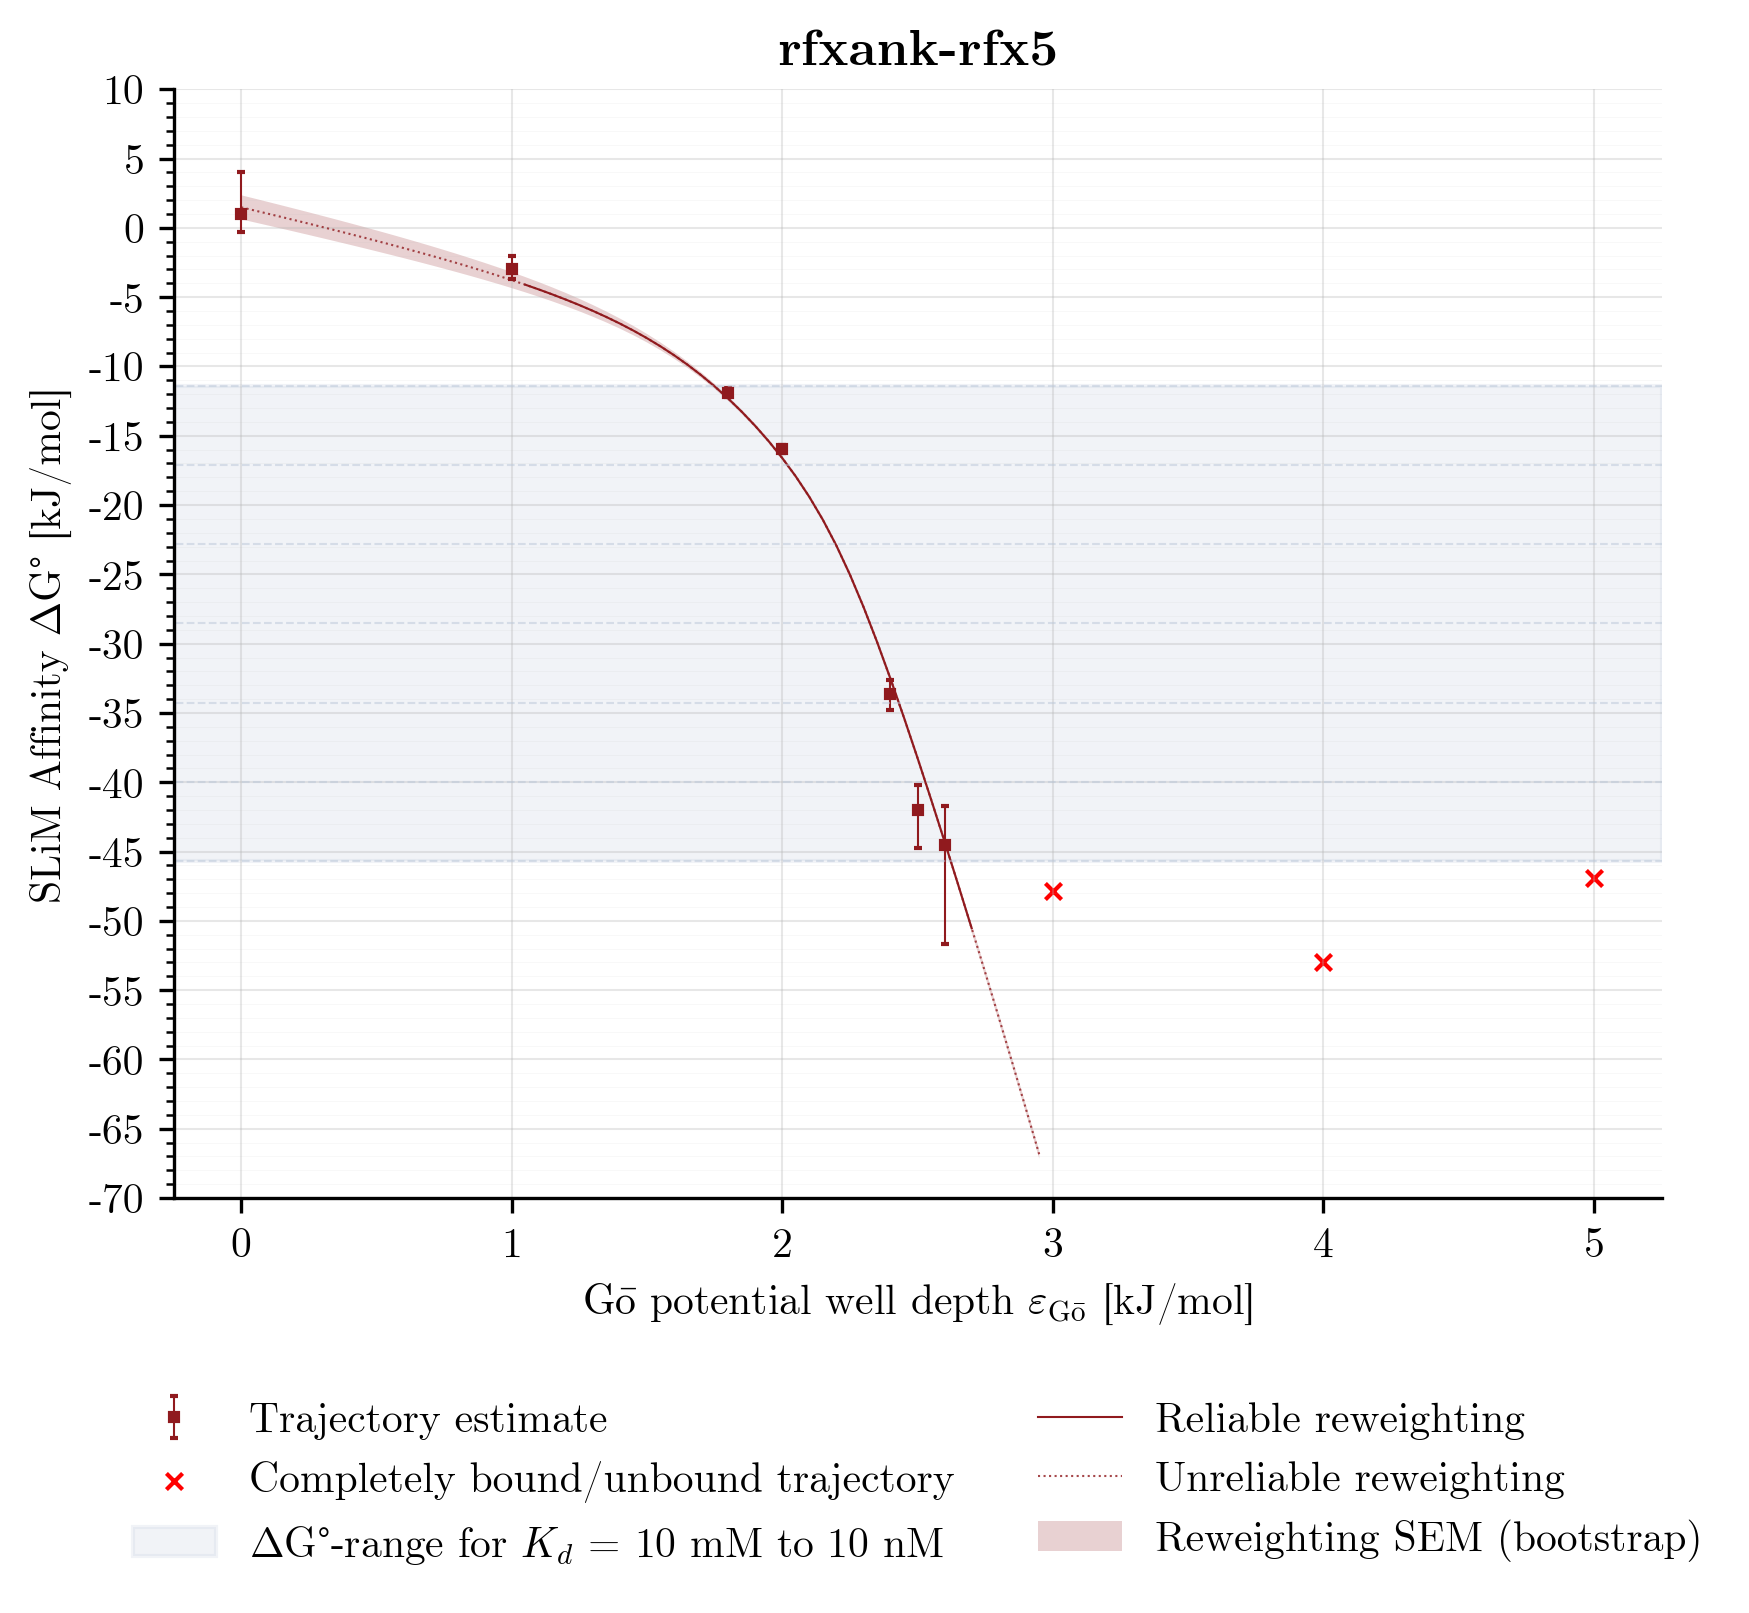 rfxank-rfx5
10
5
0
-5
-10
-15
-20
-25
-30
-35
-40
-45
-50
-55
-60
-65
-70
SLiM Affinity ΔG° [kJ/mol]
0 1 2 3 4 5
Gō potential well depth εGō [kJ/mol]
Trajectory estimate
Completely bound/unbound trajectory
ΔG°-range for Kd = 10 mM to 10 nM
Reliable reweighting
Unreliable reweighting
Reweighting SEM (bootstrap)